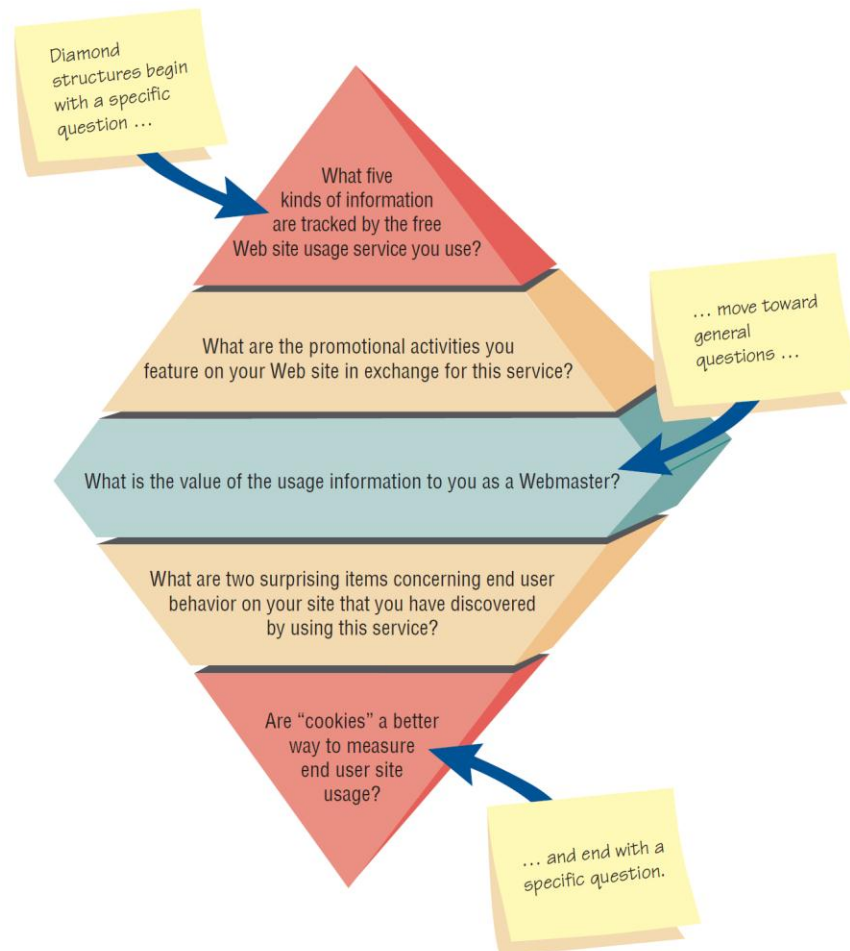 Diamond
structures begin
with a specific
question …
What five
kinds of information
are tracked by the free
Web site usage service you use?
What are the promotional activities you
feature on your Web site in exchange for this service?
… move toward
general
questions …
What is the value of the usage information to you as a Webmaster?
What are two surprising items concerning end user
behavior on your site that you have discovered
by using this service?
Are “cookies” a better
way to measure
end user site
usage?
… and end with a
specific question.